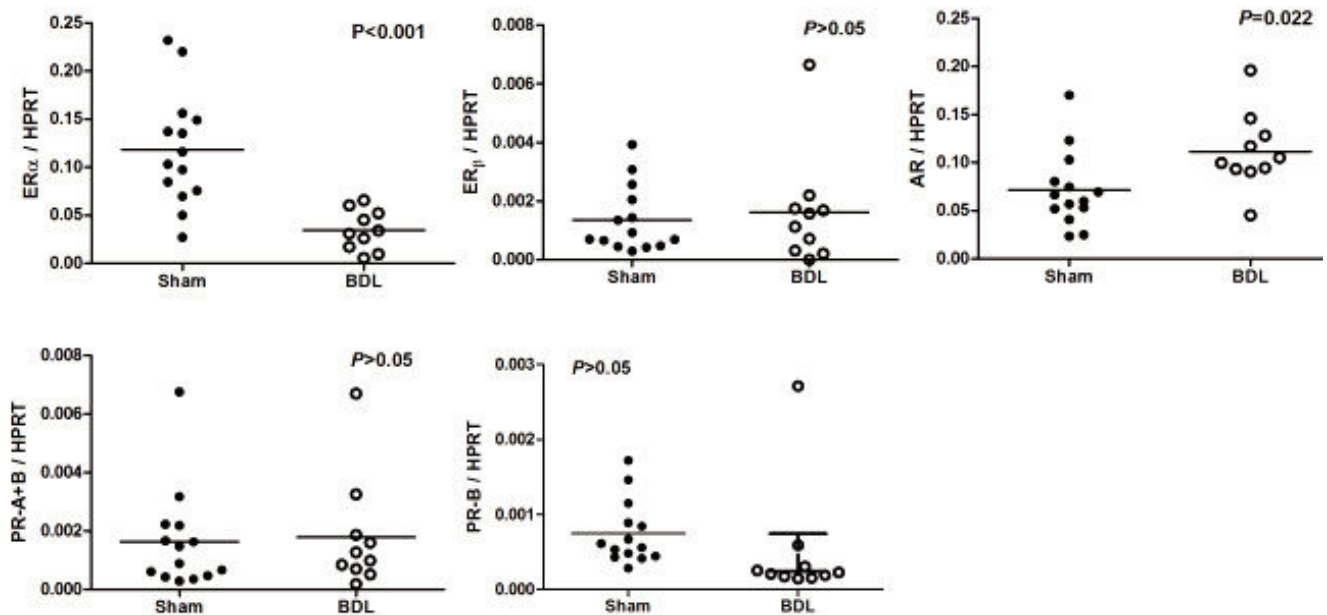 ERα / HPRT
0.25
0.20
0.15
0.10
0.05
0.00
P<0.001
Sham
BDL
ERβ / HPRT
0.008
0.006
0.004
0.002
0.000
P>0.05
Sham
BDL
AR / HPRT
0.25
0.20
0.15
0.10
0.05
0.00
P=0.022
Sham
BDL
PR-A+B / HPRT
0.008
0.006
0.004
0.002
0.000
P>0.05
Sham
BDL
PR-B / HPRT
0.003
0.002
0.001
0.000
P>0.05
Sham
BDL